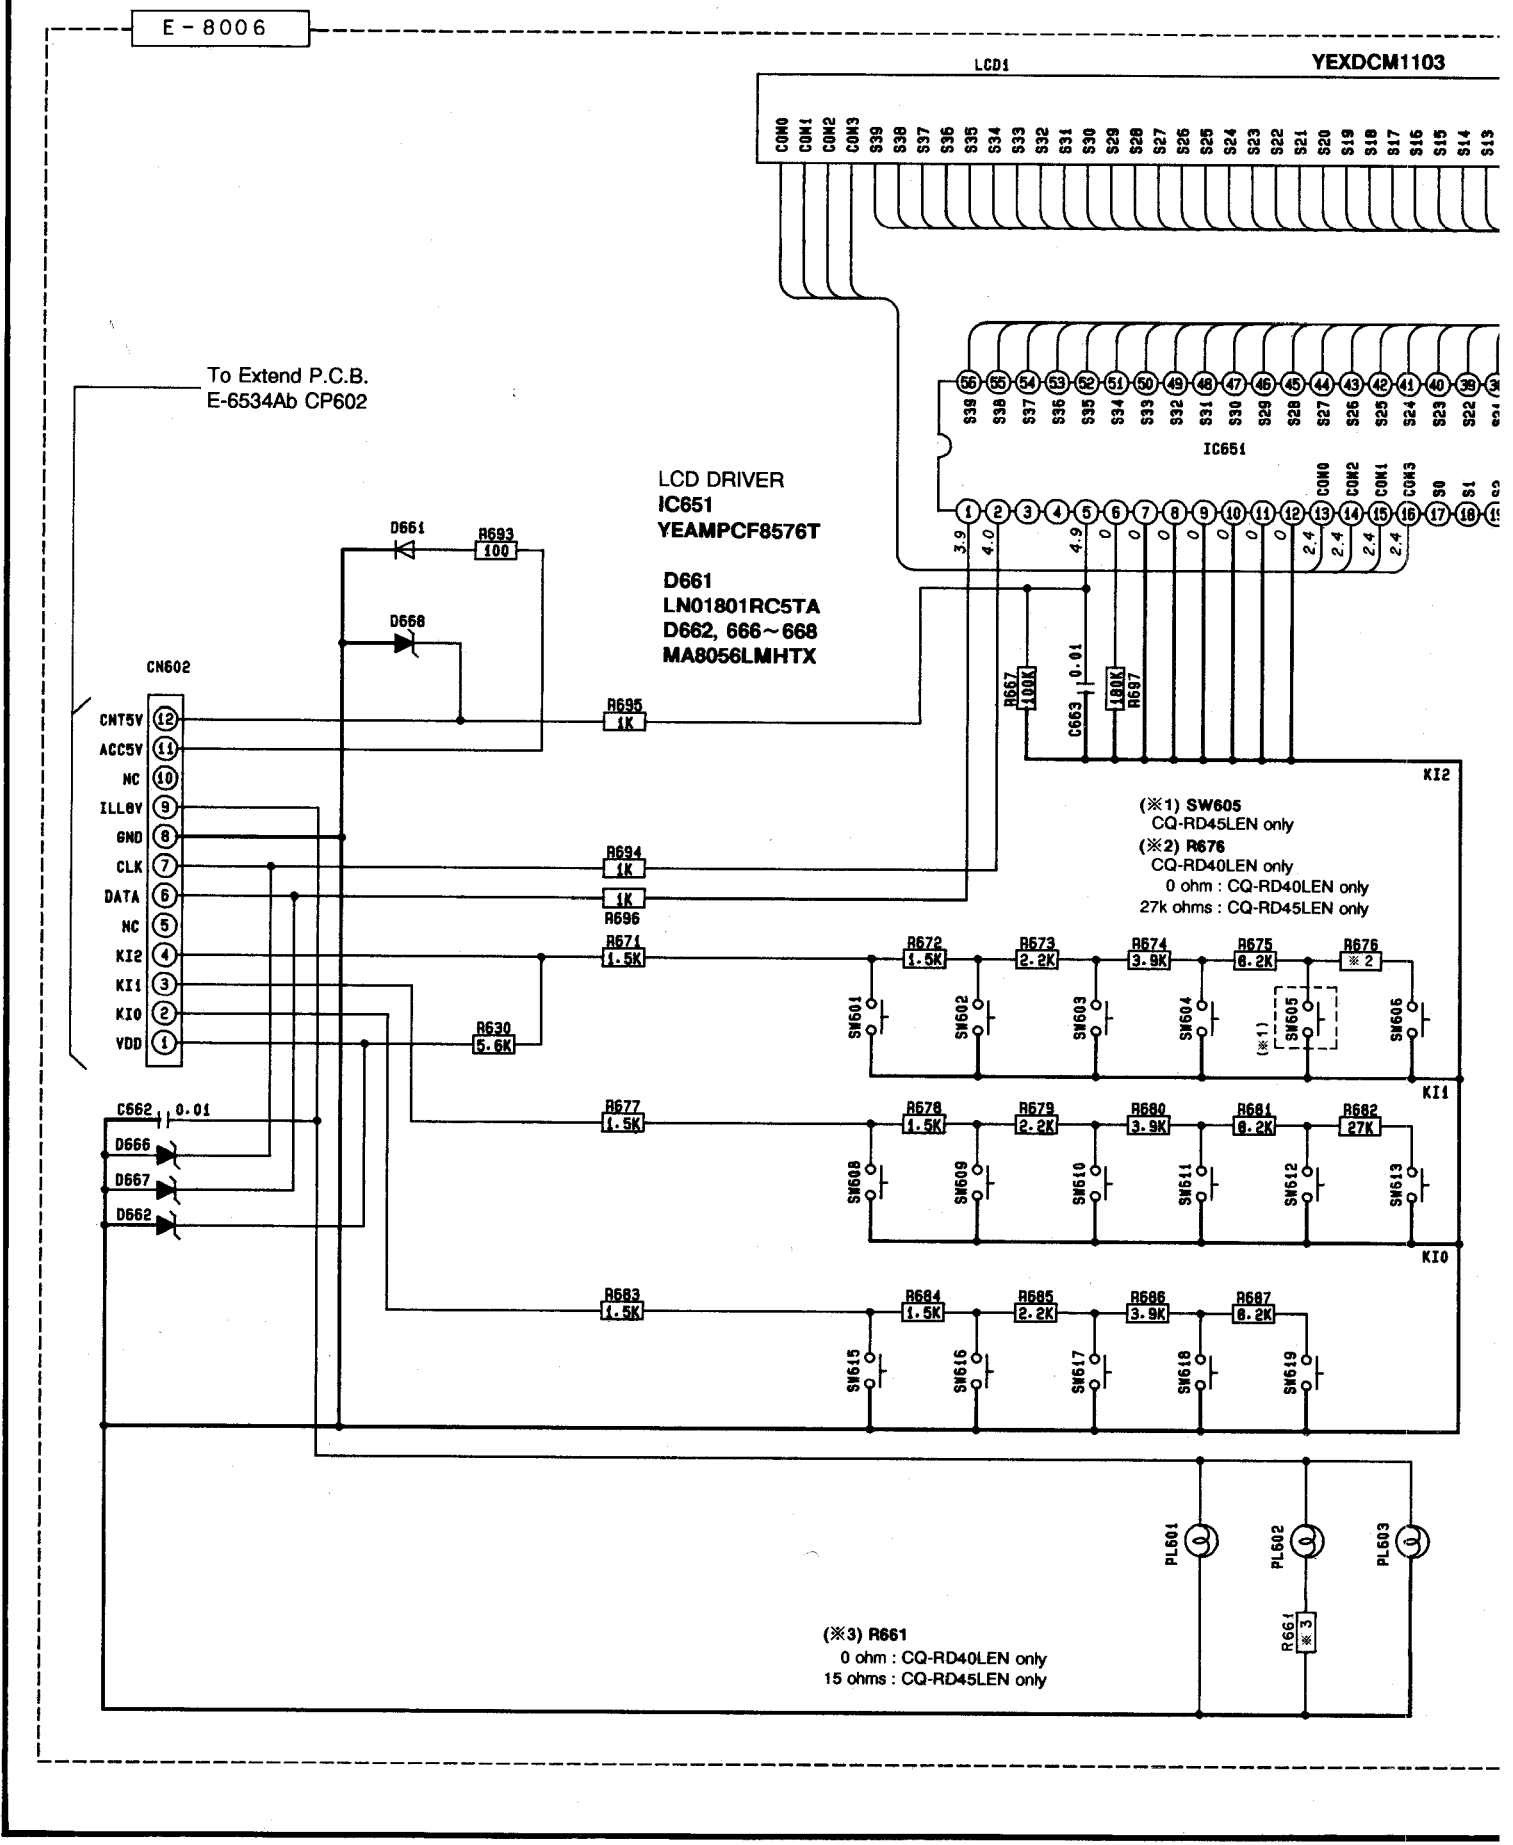 E-8006
LCD1
YEXDCM1103
COM0 COM1 COM2 COM3 S39 S38 S37 S36 S35 S34 S33 S32 S31 S30 S29 S28 S27 S26 S25 S24 S23 S22 S21 S20 S19 S18 S17 S16 S15 S14 S13
To Extend P.C.B.
E-6534Ab CP602
56 55 54 53 52 51 50 49 48 47 46 45 44 43 42 41 40 39
S39 S38 S37 S36 S35 S34 S33 S32 S31 S30 S29 S28 S27 S26 S25 S24 S23 S22
IC651
COM0 COM2 COM1 COM3 S0 S1
1 2 3 4 5 6 7 8 9 10 11 12 13 14 15 16 17 18
3.9 4.0 4.9 0 0 0 0 0 0 0 2.4 2.4 2.4 2.4
LCD DRIVER
IC651
YEAMPCF8576T
D661
LN01801RC5TA
D662, 666~668
MA8056LMHTX
D661
R693
100
D668
CN602
R667
100K
C663
0.01
180K
R697
CNT5V 12
R695
1K
ACC5V 11
NC 10
KI2
ILL8V 9
(※1) SW605
CQ-RD45LEN only
GND 8
(※2) R676
CQ-RD40LEN only
0 ohm : CQ-RD40LEN only
27k ohms : CQ-RD45LEN only
CLK 7
R694
1K
DATA 6
1K
R696
NC 5
KI2 4
R671
1.5K
R672
1.5K
R673
2.2K
R674
3.9K
R675
8.2K
R676
※2
KI1 3
KI0 2
VDD 1
R630
5.6K
SW601 SW602 SW603 SW604 SW605 SW606
(※1)
KI1
C662 0.01
R677
1.5K
R678
1.5K
R679
2.2K
R680
3.9K
R681
8.2K
R682
27K
D666
D667
D662
SW608 SW609 SW610 SW611 SW612 SW613
KI0
R683
1.5K
R684
1.5K
R685
2.2K
R686
3.9K
R687
8.2K
SW615 SW616 SW617 SW618 SW619
PL601 PL602 PL603
R661
※3
(※3) R661
0 ohm : CQ-RD40LEN only
15 ohms : CQ-RD45LEN only